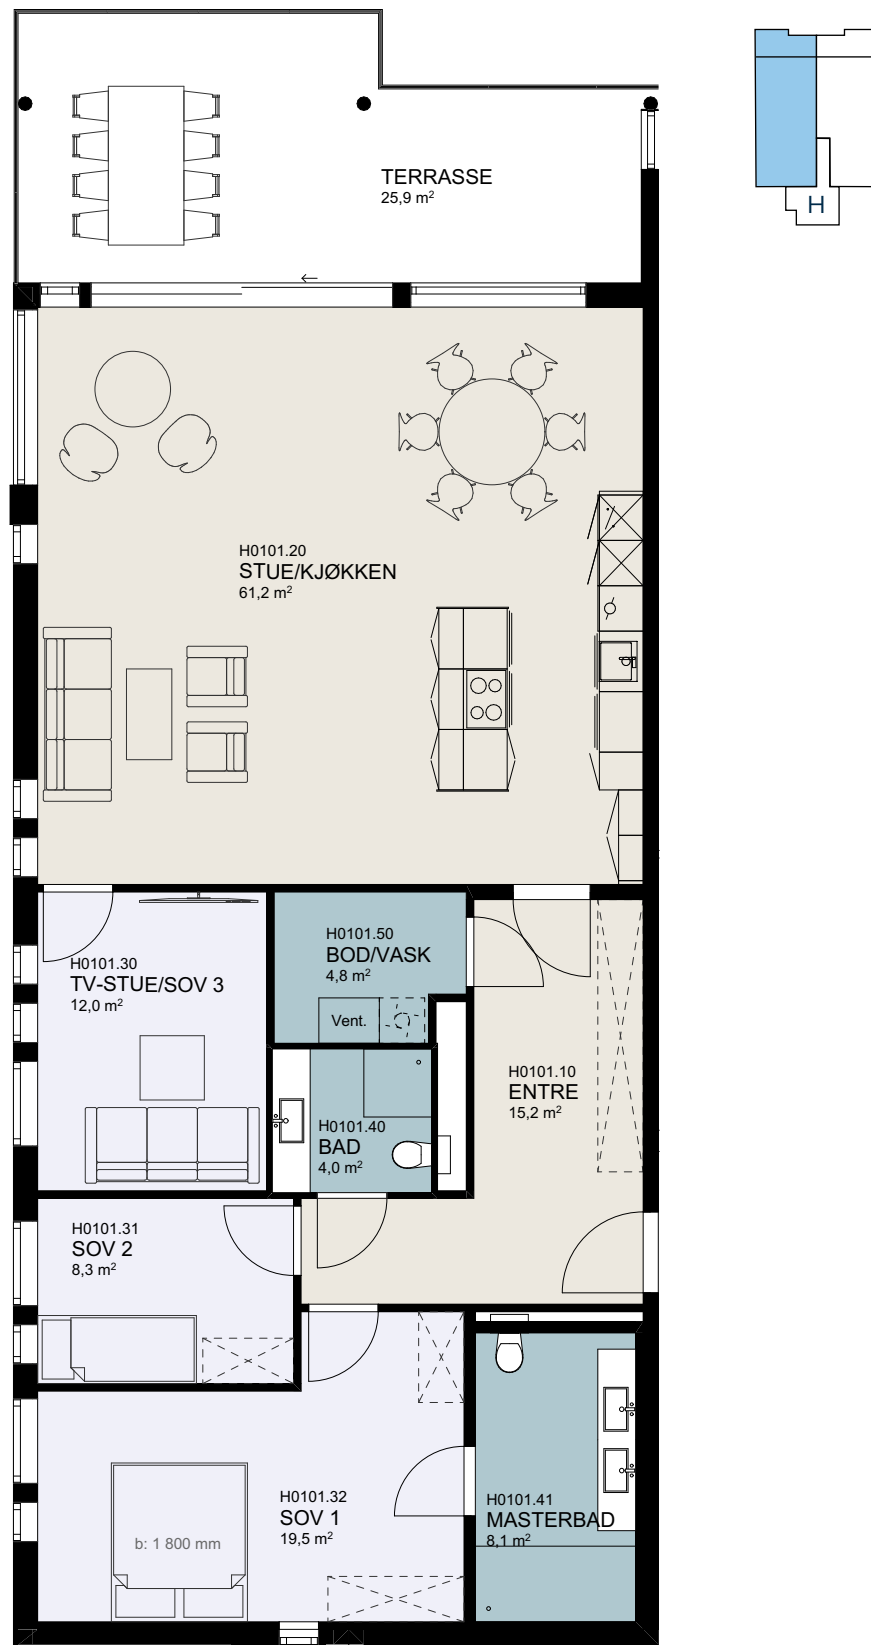 TERRASSE
25,9 m²
H
H0101.20
STUE/KJØKKEN
61,2 m²
H0101.30
TV-STUE/SOV 3
12,0 m²
H0101.50
BOD/VASK
4,8 m²
Vent.
H0101.10
ENTRE
15,2 m²
H0101.40
BAD
4,0 m²
H0101.31
SOV 2
8,3 m²
H0101.32
SOV 1
19,5 m²
b: 1 800 mm
H0101.41
MASTERBAD
8,1 m²